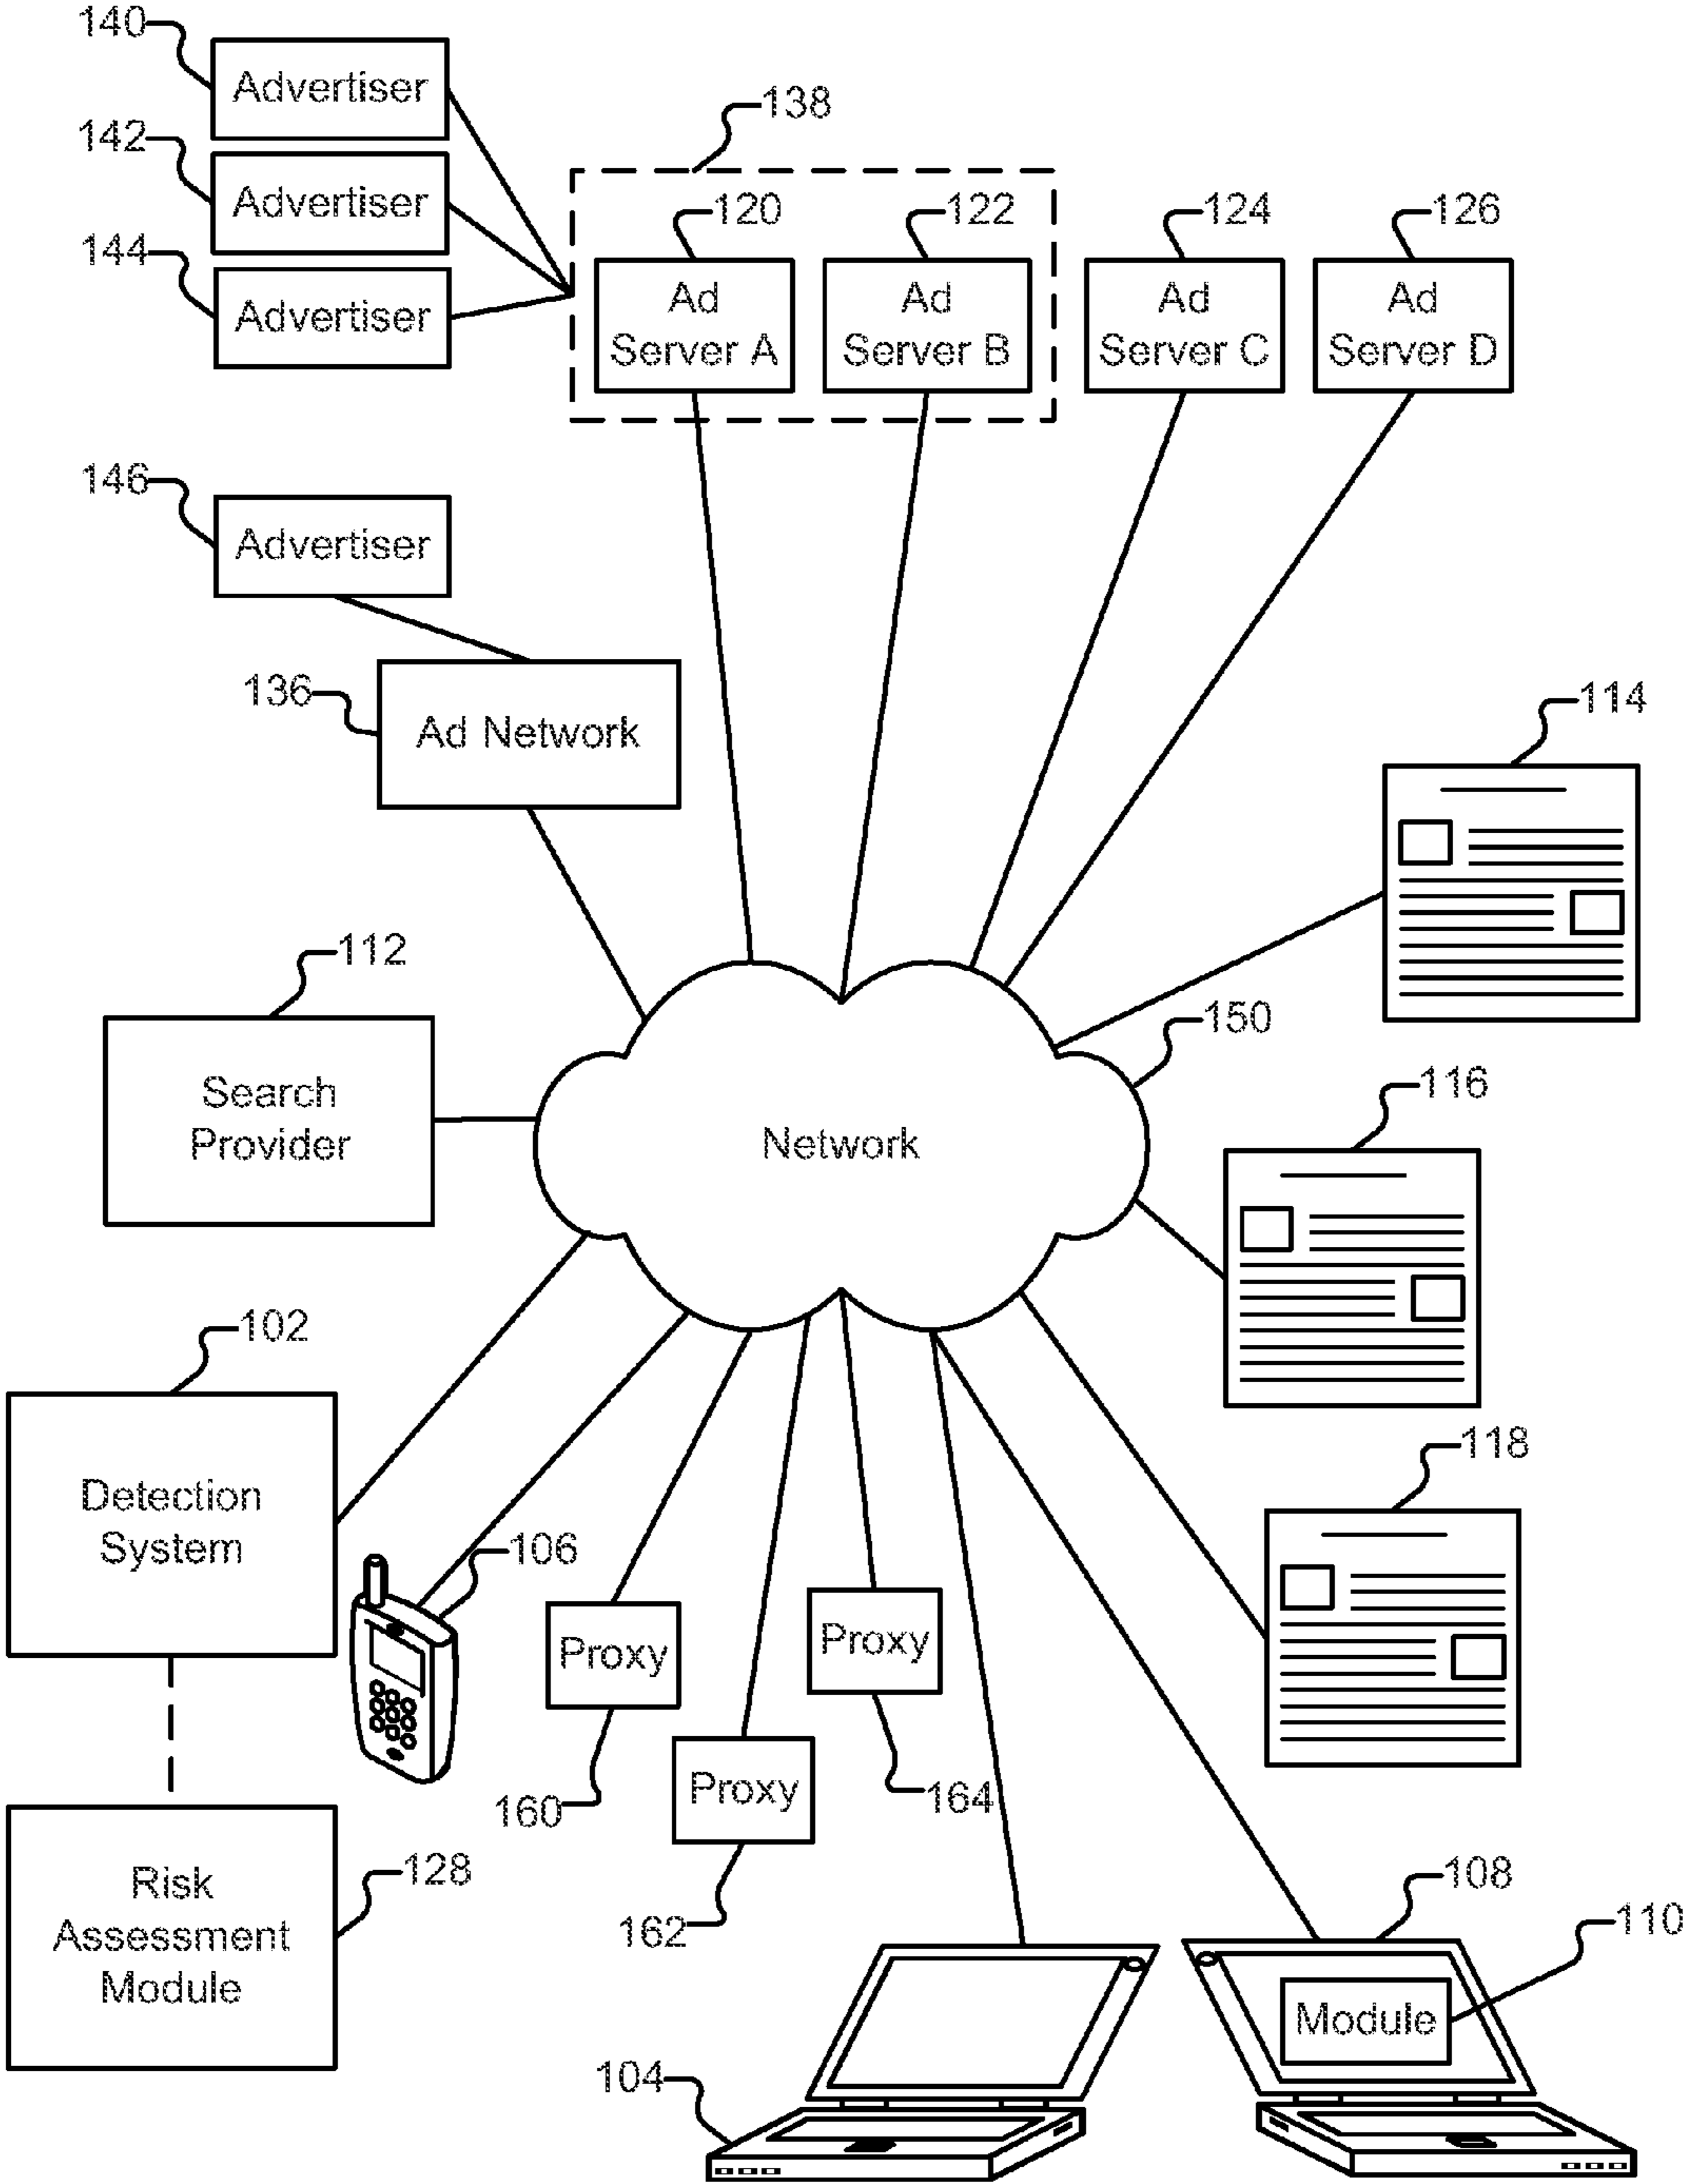 140
Advertiser
138
142
Advertiser
120
122
124
126
144
Advertiser
Ad
Server A
Ad
Server B
Ad
Server C
Ad
Server D
146
Advertiser
136
Ad Network
114
112
150
Search
Provider
Network
116
102
118
Detection
System
106
Proxy
Proxy
160
Proxy
164
162
Risk
Assessment
Module
128
108
110
Module
104